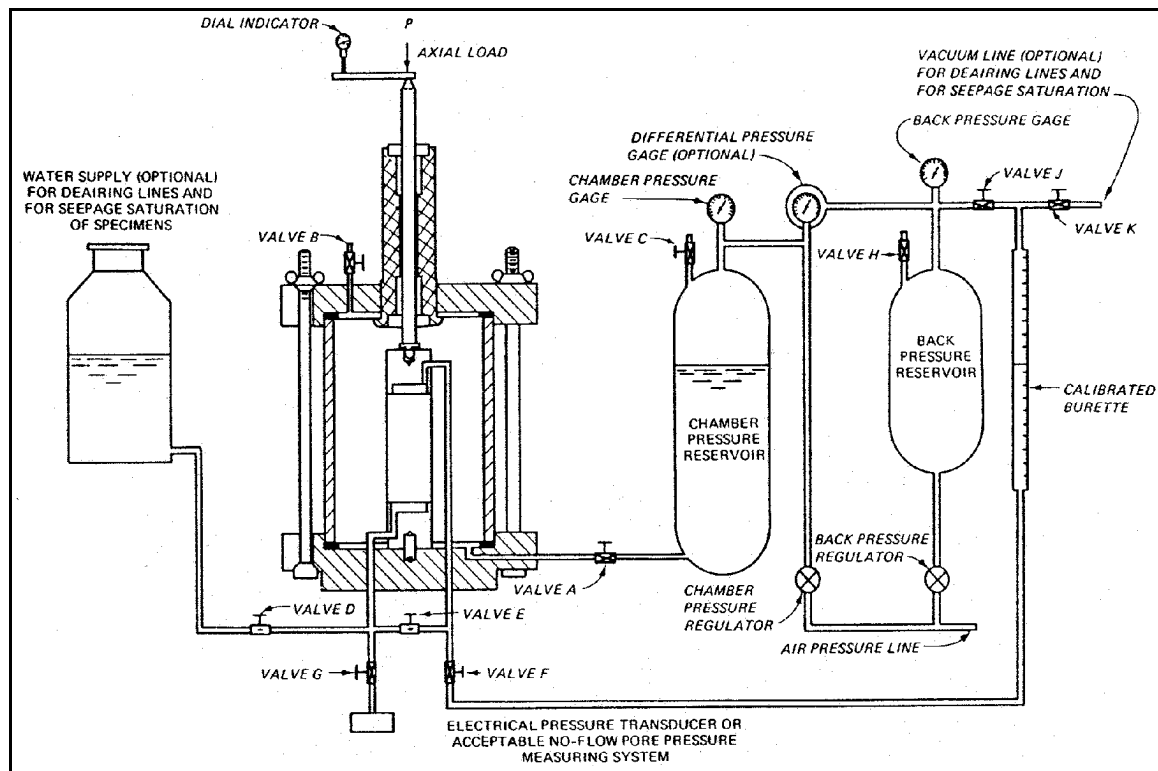 DIAL INDICATOR
P
AXIAL LOAD
VACUUM LINE (OPTIONAL)
FOR DEAIRING LINES AND
FOR SEEPAGE SATURATION
BACK PRESSURE GAGE
DIFFERENTIAL PRESSURE
GAGE (OPTIONAL)
VALVE J
WATER SUPPLY (OPTIONAL)
FOR DEAIRING LINES AND
FOR SEEPAGE SATURATION
OF SPECIMENS
CHAMBER PRESSURE
GAGE
VALVE K
VALVE B
VALVE C
VALVE H
BACK
PRESSURE
RESERVOIR
CALIBRATED
BURETTE
CHAMBER
PRESSURE
RESERVOIR
BACK PRESSURE
REGULATOR
VALVE A
CHAMBER
PRESSURE
REGULATOR
VALVE D
VALVE E
AIR PRESSURE LINE
VALVE G
VALVE F
ELECTRICAL PRESSURE TRANSDUCER OR
ACCEPTABLE NO-FLOW PORE PRESSURE
MEASURING SYSTEM